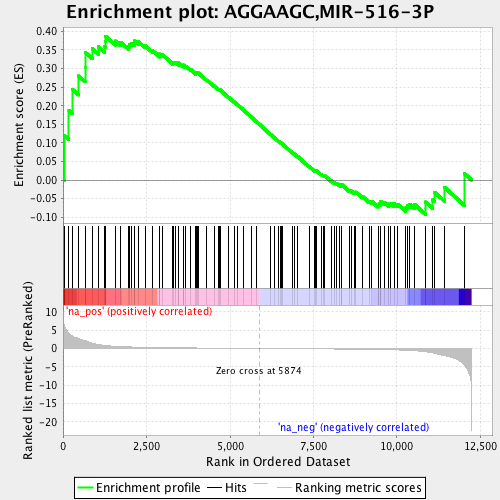 Enrichment plot: AGGAAGC,MIR-516-3P
Enrichment score (ES)
0.40
0.35
0.30
0.25
0.20
0.15
0.10
0.05
0.00
-0.05
-0.10
Ranked list metric (PreRanked)
'na_pos' (positively correlated)
10
5
0
-5
-10
-15
-20
Zero cross at 5874
'na_neg' (negatively correlated)
0
2,500
5,000
7,500
10,000
12,500
Rank in Ordered Dataset
Enrichment profile
Hits
Ranking metric scores